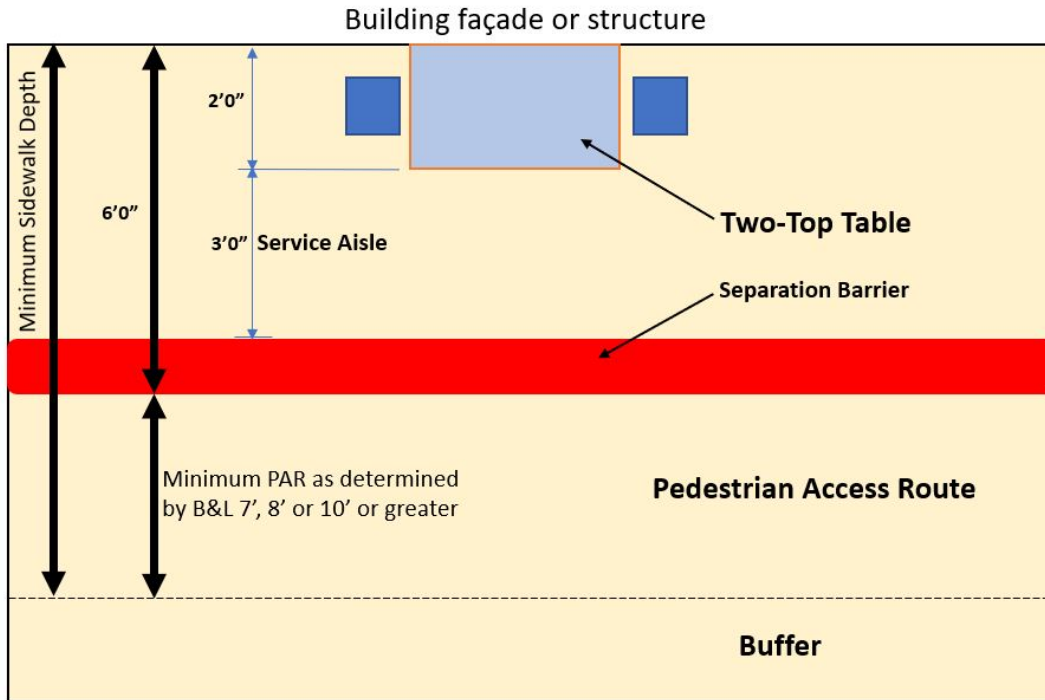 Building façade or structure
Minimum Sidewalk Depth
2’0”
6’0”
3’0” Service Aisle
Two-Top Table
Separation Barrier
Minimum PAR as determined
by B&L 7’, 8’ or 10’ or greater
Pedestrian Access Route
Buffer